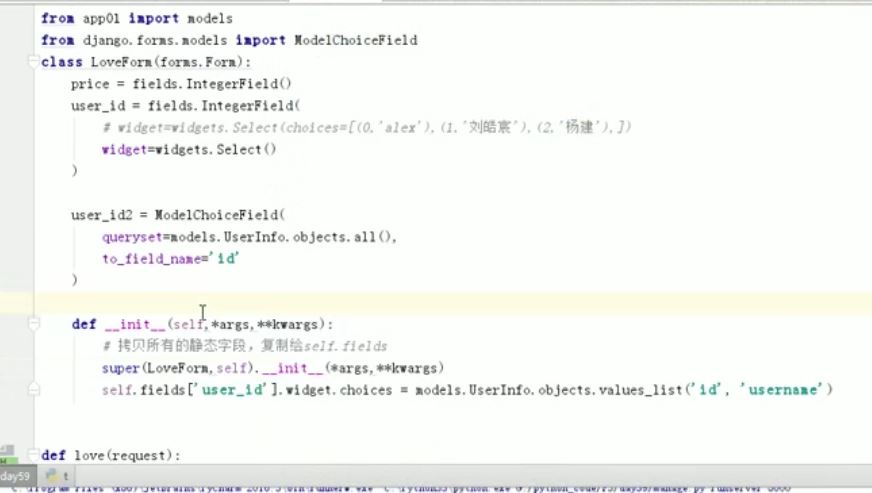 from app01 import models
from django.forms.models import ModelChoiceField
class LoveForm(forms.Form):
price = fields.IntegerField()
user_id = fields.IntegerField(
# widget=widgets.Select(choices=[(0,'alex'),(1,'刘皓宸'),(2,'杨建'),])
widget=widgets.Select()
)
user_id2 = ModelChoiceField(
queryset=models.UserInfo.objects.all(),
to_field_name='id'
)
def __init__(self,*args,**kwargs):
# 拷贝所有的静态字段，复制给self.fields
super(LoveForm,self).__init__(*args,**kwargs)
self.fields['user_id'].widget.choices = models.UserInfo.objects.values_list('id', 'username')
def love(request):
day59
t